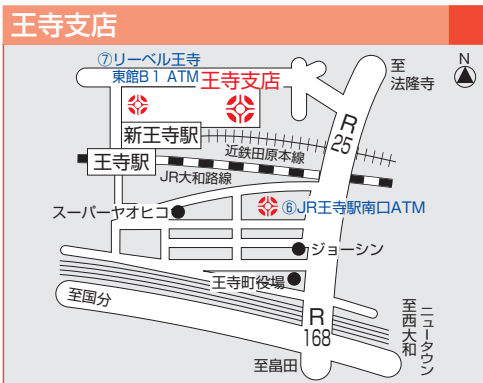 王寺支店
⑦リーベル王寺
東館B1 ATM
王寺支店
至
法隆寺
N
新王寺駅
近鉄田原本線
R
25
王寺駅
JR大和路線
スーパーヤオヒコ
⑥JR王寺駅南口ATM
ジョーシン
王寺町役場
至国分
R
168
至畠田
至西大和
ニュータウン